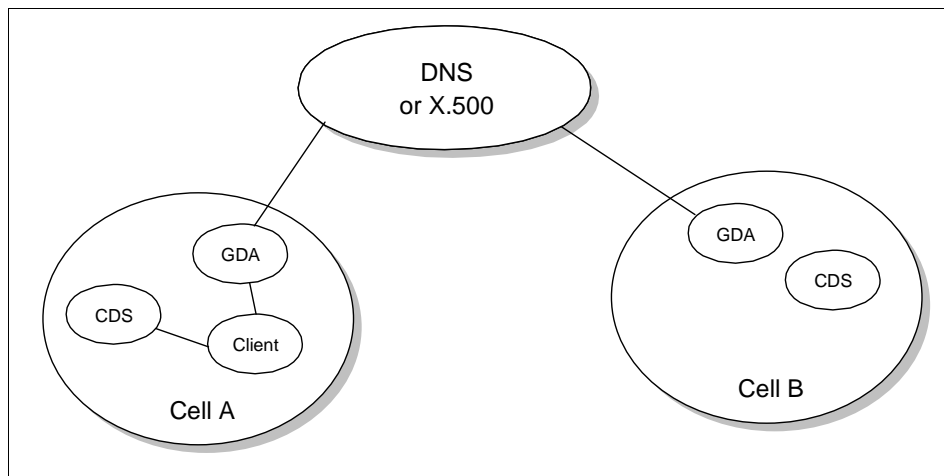 DNS
or X.500
GDA
CDS
Client
Cell A
GDA
CDS
Cell B